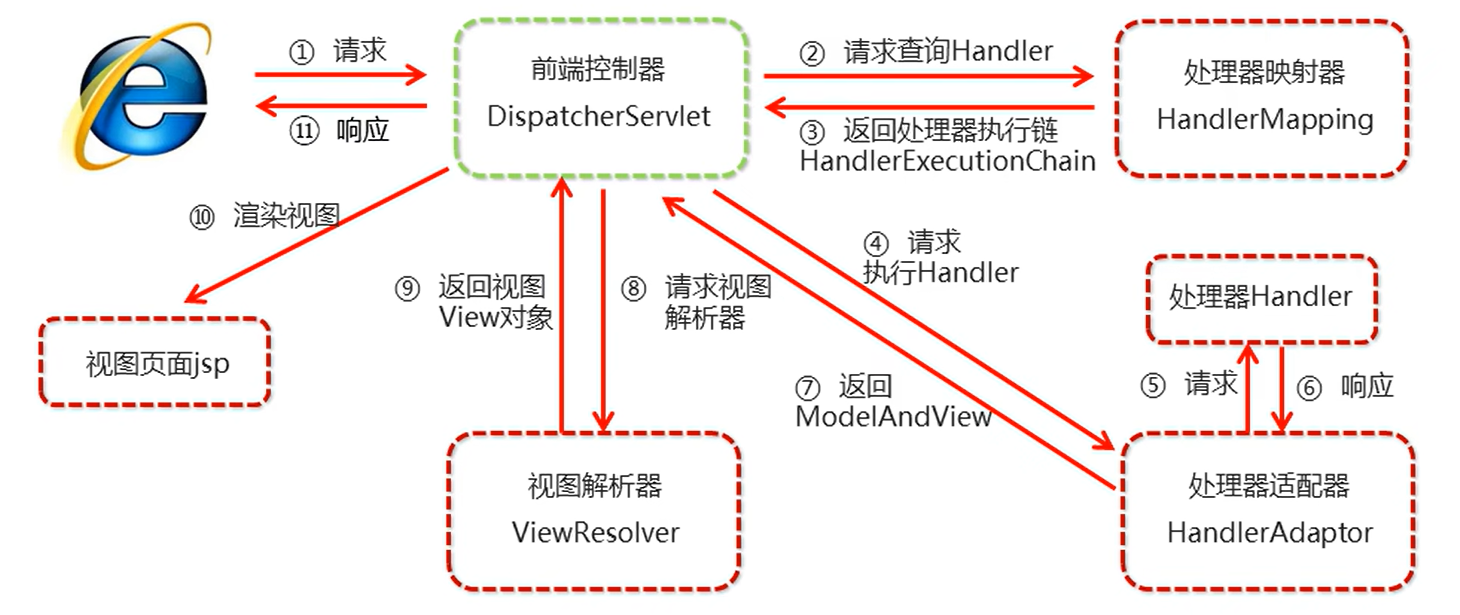 ① 请求
⑪ 响应
前端控制器
DispatcherServlet
② 请求查询Handler
③ 返回处理器执行链
HandlerExecutionChain
处理器映射器
HandlerMapping
⑩ 渲染视图
④ 请求
执行Handler
⑨ 返回视图
View对象
⑧ 请求视图
解析器
处理器Handler
视图页面jsp
⑦ 返回
ModelAndView
⑤ 请求
⑥ 响应
视图解析器
ViewResolver
处理器适配器
HandlerAdaptor